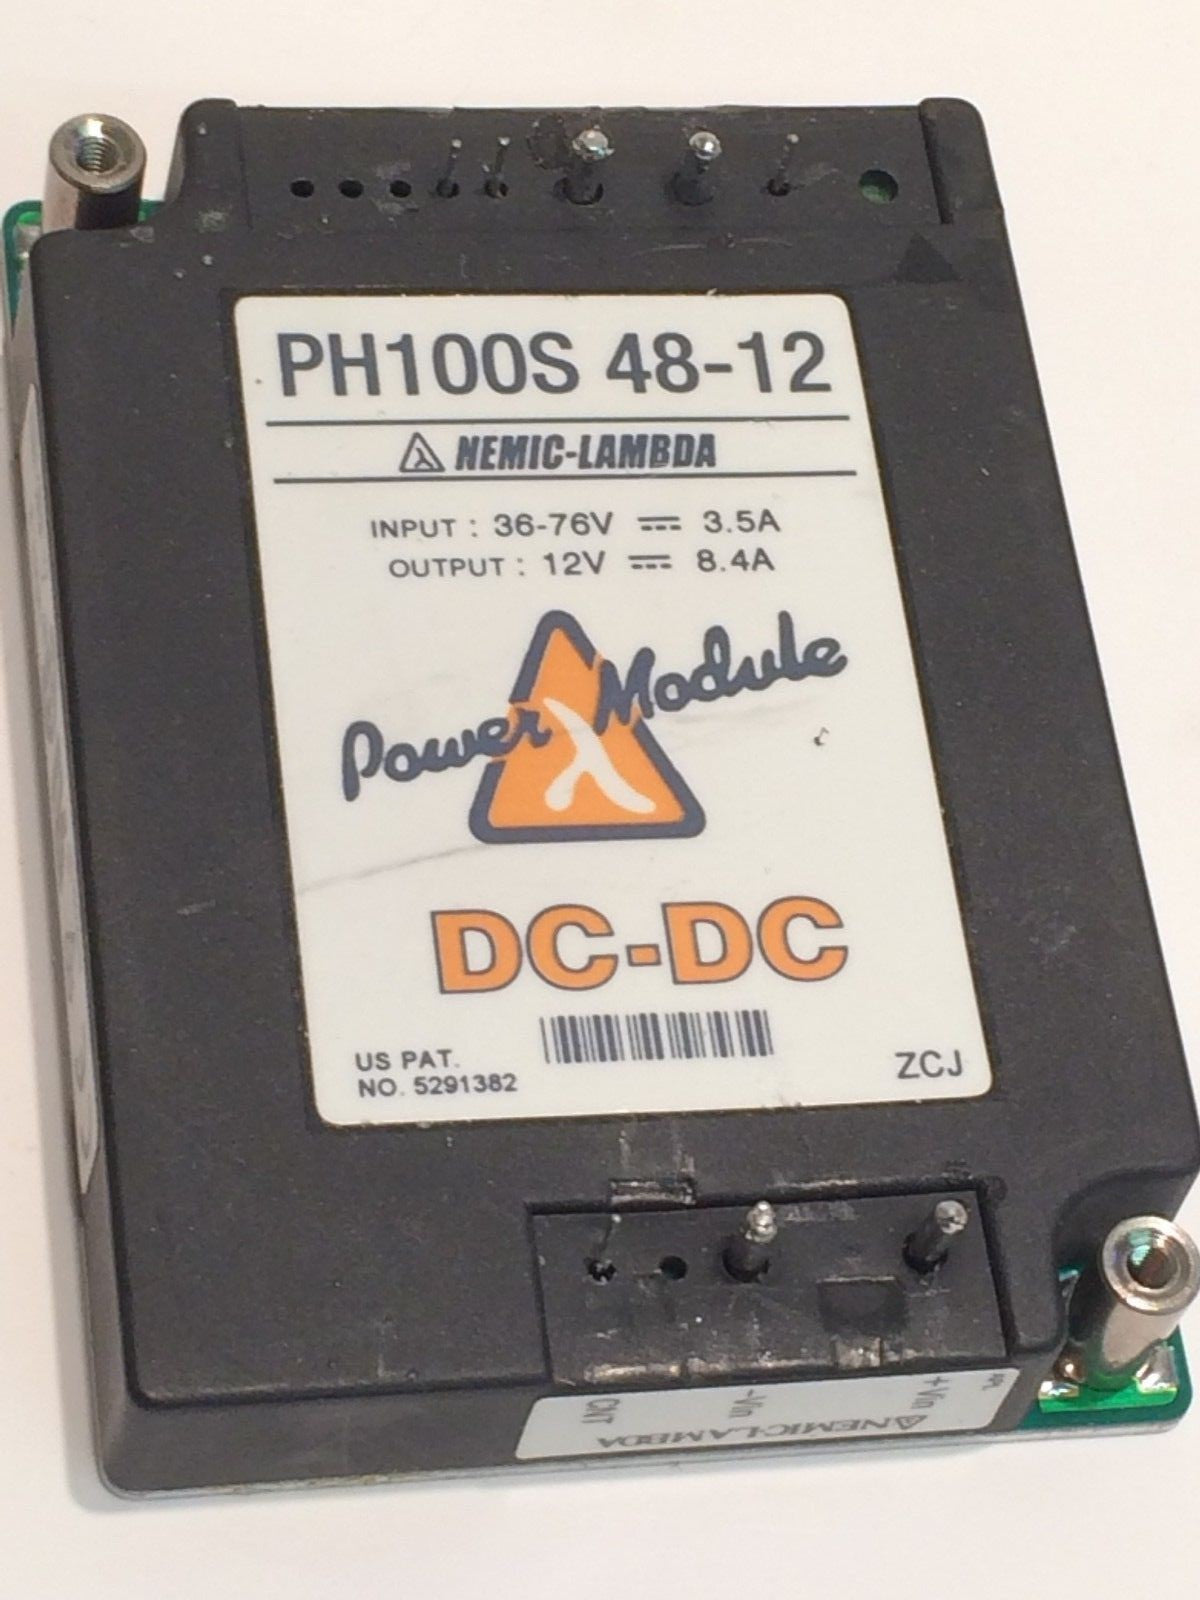 PH100S 48-12
NEMIC-LAMBDA
INPUT : 36-76V ⎓ 3.5A
OUTPUT : 12V ⎓ 8.4A
Power Module
λ
DC-DC
US PAT.
NO. 5291382
ZCJ
CNT -Vin +Vin
NEMIC-LAMBDA